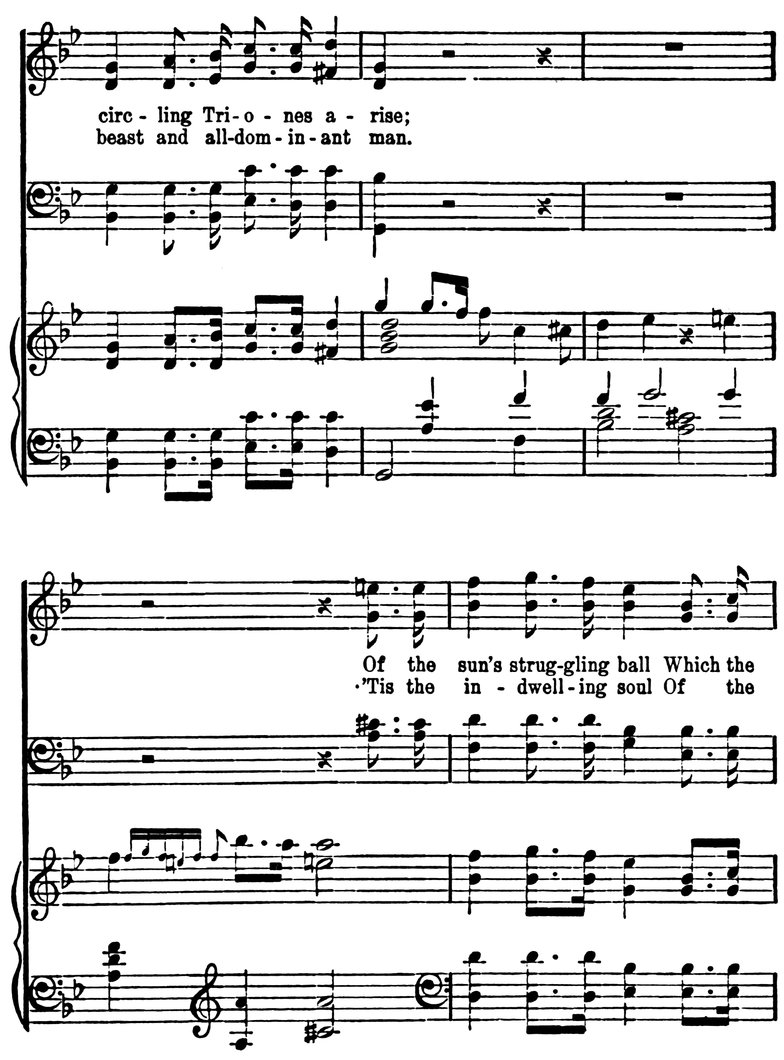 circ - ling Tri - o - nes a - rise;
beast and all-dom - in - ant man.
Of the sun's strug-gling ball Which the
'Tis the in - dwell - ing soul Of the